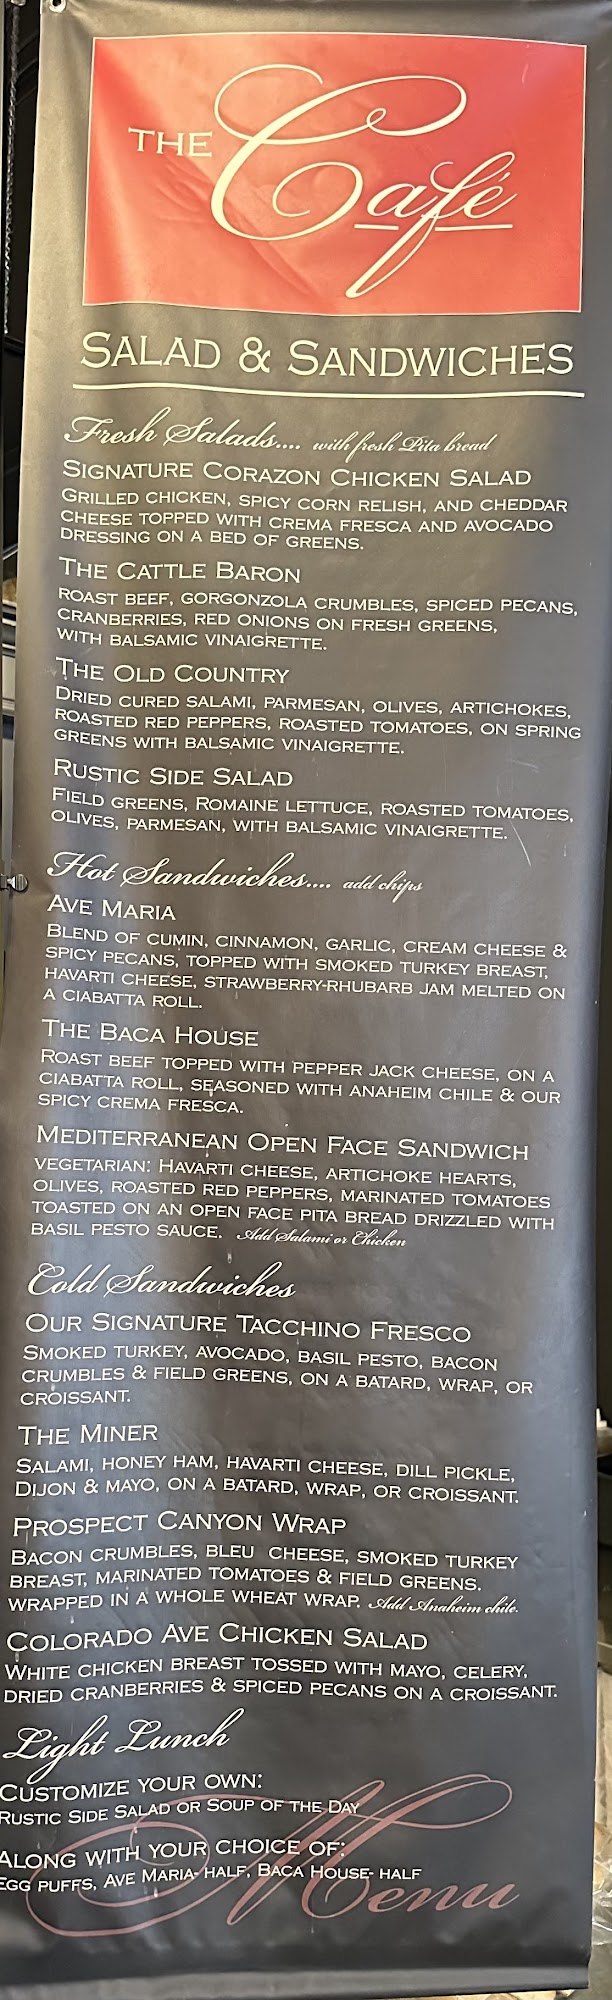 THE Café
SALAD & SANDWICHES
Fresh Salads.... with fresh Pita bread
SIGNATURE CORAZON CHICKEN SALAD
GRILLED CHICKEN, SPICY CORN RELISH, AND CHEDDAR
CHEESE TOPPED WITH CREMA FRESCA AND AVOCADO
DRESSING ON A BED OF GREENS.
THE CATTLE BARON
ROAST BEEF, GORGONZOLA CRUMBLES, SPICED PECANS,
CRANBERRIES, RED ONIONS ON FRESH GREENS,
WITH BALSAMIC VINAIGRETTE.
THE OLD COUNTRY
DRIED CURED SALAMI, PARMESAN, OLIVES, ARTICHOKES,
ROASTED RED PEPPERS, ROASTED TOMATOES, ON SPRING
GREENS WITH BALSAMIC VINAIGRETTE.
RUSTIC SIDE SALAD
FIELD GREENS, ROMAINE LETTUCE, ROASTED TOMATOES,
OLIVES, PARMESAN, WITH BALSAMIC VINAIGRETTE.
Hot Sandwiches.... add chips
AVE MARIA
BLEND OF CUMIN, CINNAMON, GARLIC, CREAM CHEESE &
SPICY PECANS, TOPPED WITH SMOKED TURKEY BREAST,
HAVARTI CHEESE, STRAWBERRY-RHUBARB JAM MELTED ON
A CIABATTA ROLL.
THE BACA HOUSE
ROAST BEEF TOPPED WITH PEPPER JACK CHEESE, ON A
CIABATTA ROLL, SEASONED WITH ANAHEIM CHILE & OUR
SPICY CREMA FRESCA.
MEDITERRANEAN OPEN FACE SANDWICH
VEGETARIAN: HAVARTI CHEESE, ARTICHOKE HEARTS,
OLIVES, ROASTED RED PEPPERS, MARINATED TOMATOES
TOASTED ON AN OPEN FACE PITA BREAD DRIZZLED WITH
BASIL PESTO SAUCE. Add Salami or Chicken
Cold Sandwiches
OUR SIGNATURE TACCHINO FRESCO
SMOKED TURKEY, AVOCADO, BASIL PESTO, BACON
CRUMBLES & FIELD GREENS, ON A BATARD, WRAP, OR
CROISSANT.
THE MINER
SALAMI, HONEY HAM, HAVARTI CHEESE, DILL PICKLE,
DIJON & MAYO, ON A BATARD, WRAP, OR CROISSANT.
PROSPECT CANYON WRAP
BACON CRUMBLES, BLEU CHEESE, SMOKED TURKEY
BREAST, MARINATED TOMATOES & FIELD GREENS.
WRAPPED IN A WHOLE WHEAT WRAP. Add Anaheim chile.
COLORADO AVE CHICKEN SALAD
WHITE CHICKEN BREAST TOSSED WITH MAYO, CELERY,
DRIED CRANBERRIES & SPICED PECANS ON A CROISSANT.
Light Lunch
CUSTOMIZE YOUR OWN:
RUSTIC SIDE SALAD OR SOUP OF THE DAY
ALONG WITH YOUR CHOICE OF:
EGG PUFFS, AVE MARIA- HALF, BACA HOUSE- HALF
Menu